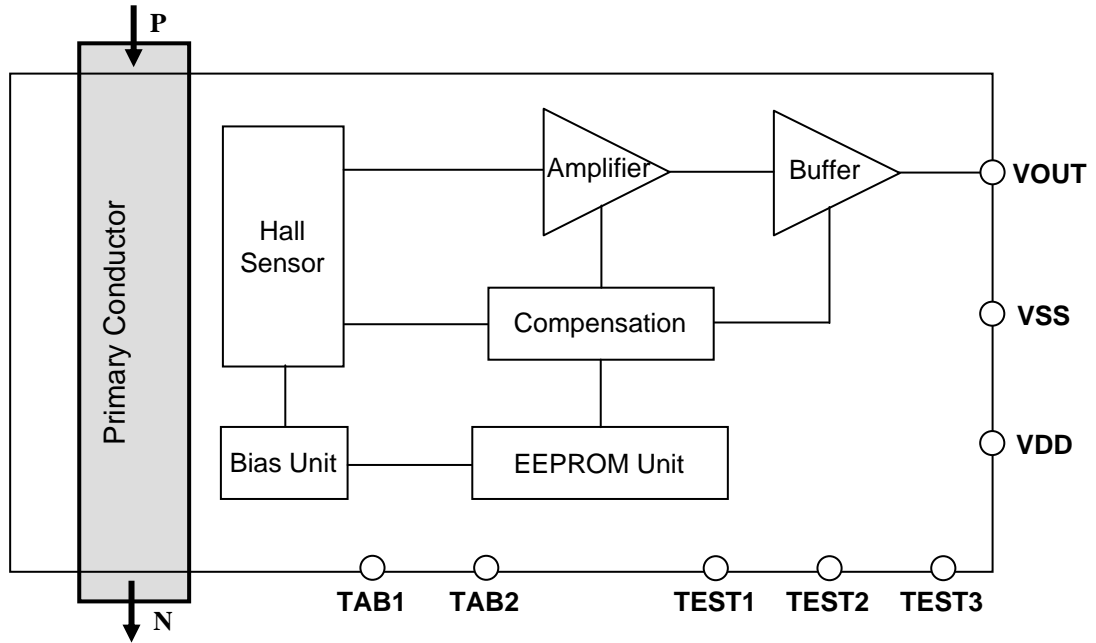 P
Primary Conductor
Hall
Sensor
Amplifier
Buffer
VOUT
Compensation
VSS
Bias Unit
EEPROM Unit
VDD
TAB1
TAB2
TEST1
TEST2
TEST3
N